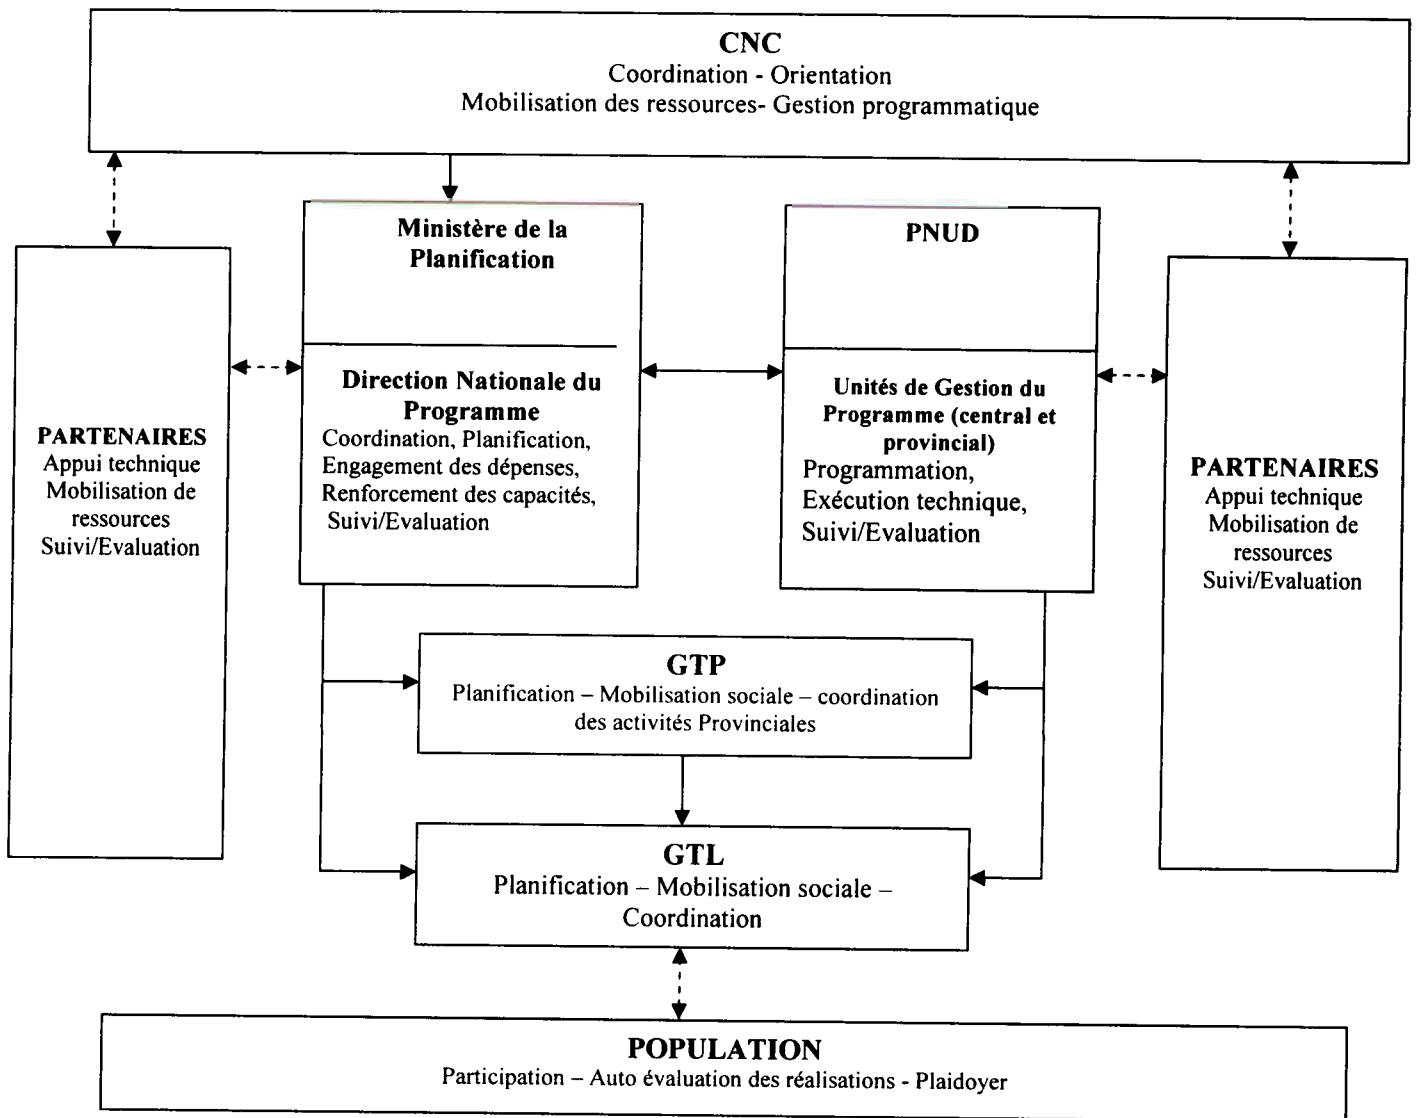 CNC
Coordination - Orientation
Mobilisation des ressources- Gestion programmatique
Ministère de la
Planification
Direction Nationale du
Programme
Coordination, Planification,
Engagement des dépenses,
Renforcement des capacités,
Suivi/Evaluation
PNUD
Unités de Gestion du
Programme (central et
provincial)
Programmation,
Exécution technique,
Suivi/Evaluation
PARTENAIRES
Appui technique
Mobilisation de
ressources
Suivi/Evaluation
PARTENAIRES
Appui technique
Mobilisation de
ressources
Suivi/Evaluation
GTP
Planification – Mobilisation sociale – coordination
des activités Provinciales
GTL
Planification – Mobilisation sociale –
Coordination
POPULATION
Participation – Auto évaluation des réalisations - Plaidoyer